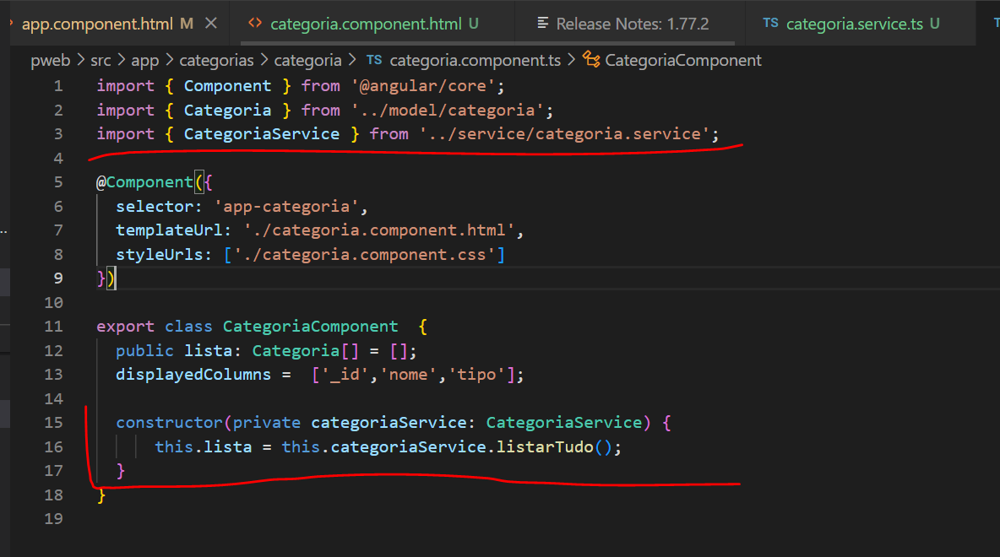 app.component.html M
categoria.component.html U
Release Notes: 1.77.2
TS categoria.service.ts U
pweb > src > app > categorias > categoria > TS categoria.component.ts > CategoriaComponent
1 import { Component } from '@angular/core';
2 import { Categoria } from '../model/categoria';
3 import { CategoriaService } from '../service/categoria.service';
4
5 @Component({
6   selector: 'app-categoria',
7   templateUrl: './categoria.component.html',
8   styleUrls: ['./categoria.component.css']
9 })
10
11 export class CategoriaComponent  {
12   public lista: Categoria[] = [];
13   displayedColumns =  ['_id','nome','tipo'];
14
15   constructor(private categoriaService: CategoriaService) {
16       this.lista = this.categoriaService.listarTudo();
17   }
18 }
19